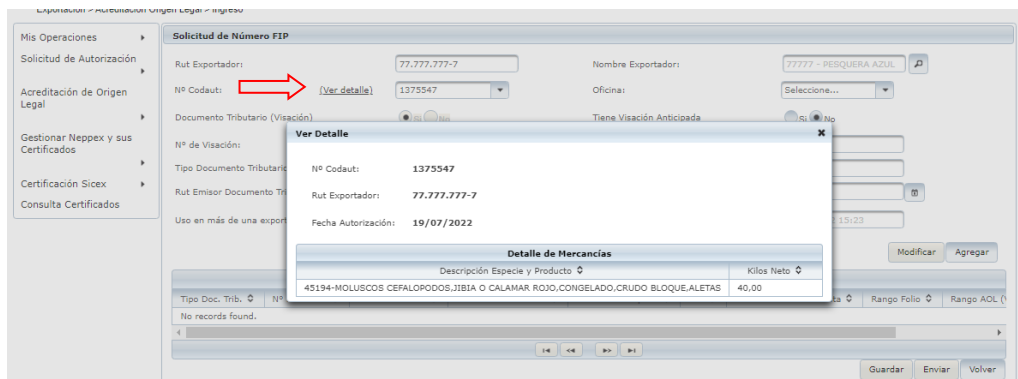 Exportación > Acreditación Origen Legal > Ingreso
Mis Operaciones
Solicitud de Autorización
Acreditación de Origen
Legal
Gestionar Neppex y sus
Certificados
Certificación Sicex
Consulta Certificados
Solicitud de Número FIP
Rut Exportador: 77.777.777-7 Nombre Exportador: 77777 - PESQUERA AZUL
Nº Codaut: (Ver detalle) 1375547 Oficina: Seleccione...
Documento Tributario (Visación) Si No Tiene Visación Anticipada Si No
Nº de Visación:
Tipo Documento Tributario
Rut Emisor Documento
Uso en más de una 15:23
Ver Detalle
Nº Codaut: 1375547
Rut Exportador: 77.777.777-7
Fecha Autorización: 19/07/2022
Detalle de Mercancías
Descripción Especie y Producto Kilos Neto
45194-MOLUSCOS CEFALOPODOS,JIBIA O CALAMAR ROJO,CONGELADO,CRUDO BLOQUE,ALETAS 40,00
Modificar Agregar
Tipo Doc. Trib. Nº Rango Folio Rango AOL
No records found.
Guardar Enviar Volver